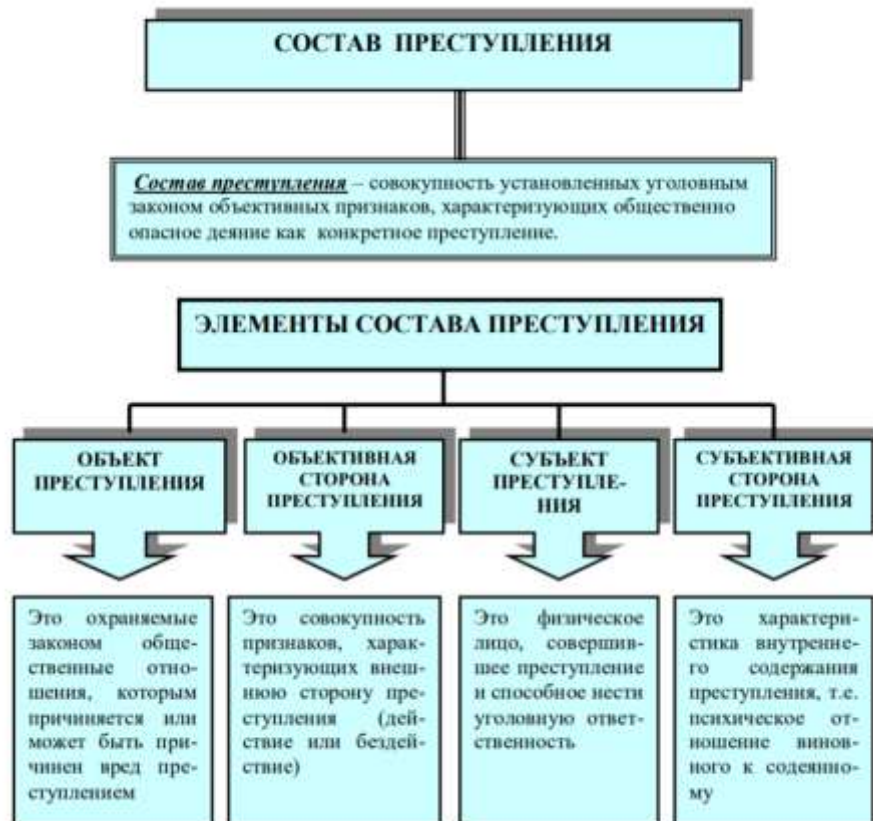 СОСТАВ ПРЕСТУПЛЕНИЯ
Состав преступления – совокупность установленных уголовным
законом объективных признаков, характеризующих общественно
опасное деяние как конкретное преступление.
ЭЛЕМЕНТЫ СОСТАВА ПРЕСТУПЛЕНИЯ
ОБЪЕКТ
ПРЕСТУПЛЕНИЯ
ОБЪЕКТИВНАЯ
СТОРОНА
ПРЕСТУПЛЕНИЯ
СУБЪЕКТ
ПРЕСТУПЛЕ-
НИЯ
СУБЪЕКТИВНАЯ
СТОРОНА
ПРЕСТУПЛЕНИЯ
Это охраняемые
законом обще-
ственные отно-
шения, которым
причиняется или
может быть при-
чинен вред пре-
ступлением
Это совокупность
признаков, харак-
теризующих внеш-
нюю сторону пре-
ступления (дей-
ствие или бездей-
ствие)
Это физическое
лицо, совершив-
шее преступление
и способное нести
уголовную ответ-
ственность
Это характери-
стика внутренне-
го содержания
преступления, т.е.
психическое от-
ношение винов-
ного к содеянно-
му